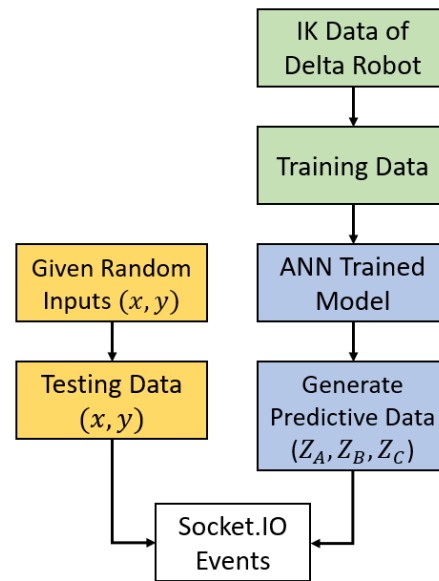 IK Data of
Delta Robot
Training Data
Given Random
Inputs (x, y)
ANN Trained
Model
Testing Data
(x, y)
Generate
Predictive Data
(Z_A, Z_B, Z_C)
Socket.IO
Events